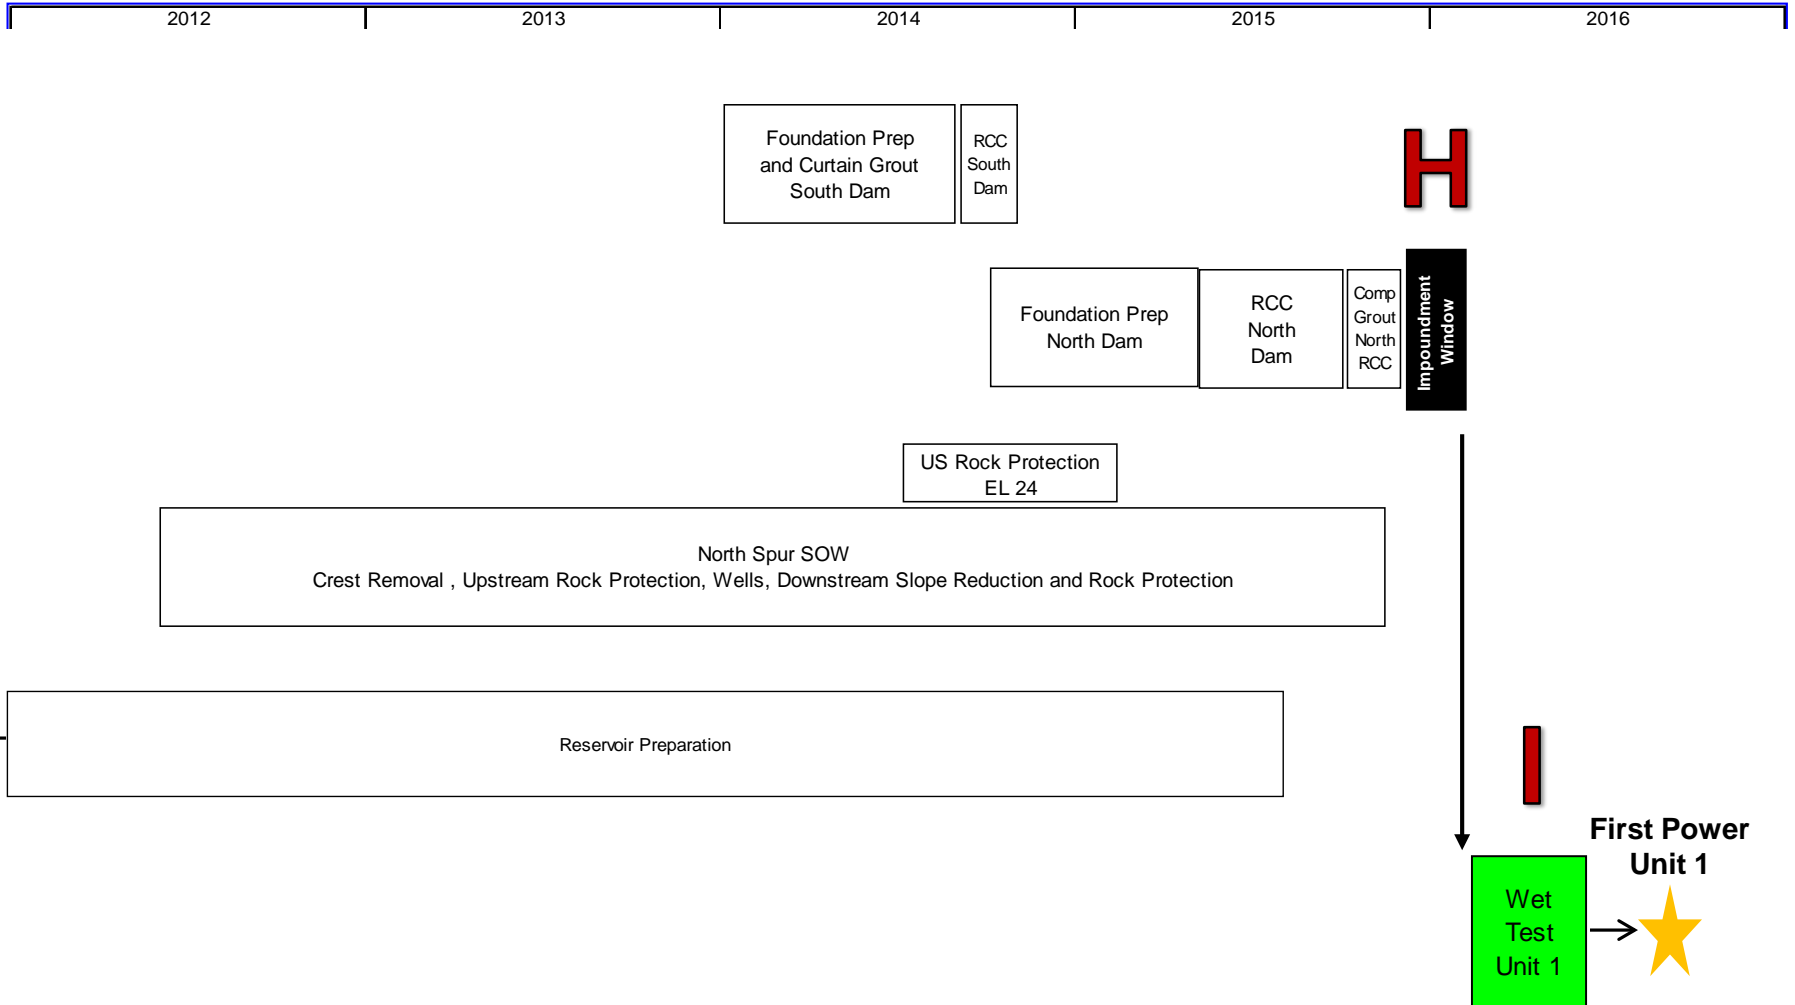 2012 2013 2014 2015 2016
Foundation Prep
and Curtain Grout
South Dam
RCC
South
Dam
H
Foundation Prep
North Dam
RCC
North
Dam
Comp
Grout
North
RCC
Impoundment
Window
US Rock Protection
EL 24
North Spur SOW
Crest Removal , Upstream Rock Protection, Wells, Downstream Slope Reduction and Rock Protection
Reservoir Preparation
I
First Power
Unit 1
Wet
Test
Unit 1